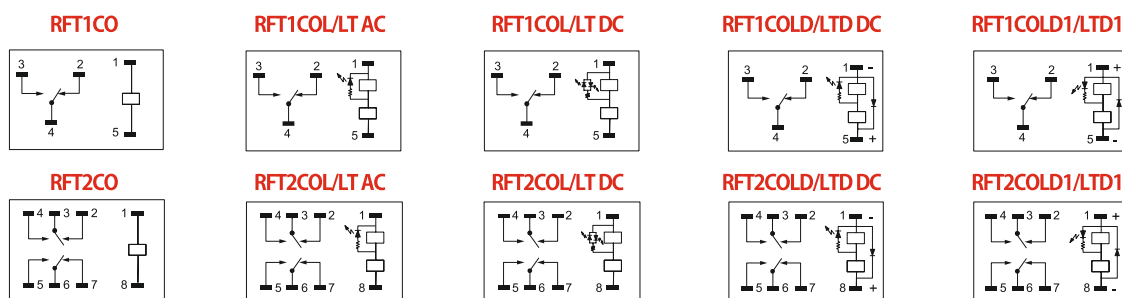 RFT1CO RFT1COL/LT AC RFT1COL/LT DC RFT1COLD/LTD DC RFT1COLD1/LTD1
3 2 1 3 2 1 3 2 1 3 2 1 - 3 2 1 +
4 5 4 5 4 5 4 5 + 4 5 -
RFT2CO RFT2COL/LT AC RFT2COL/LT DC RFT2COLD/LTD DC RFT2COLD1/LTD1
4 3 2 1 4 3 2 1 4 3 2 1 4 3 2 1 - 4 3 2 1 +
5 6 7 8 5 6 7 8 5 6 7 8 5 6 7 8 + 5 6 7 8 -